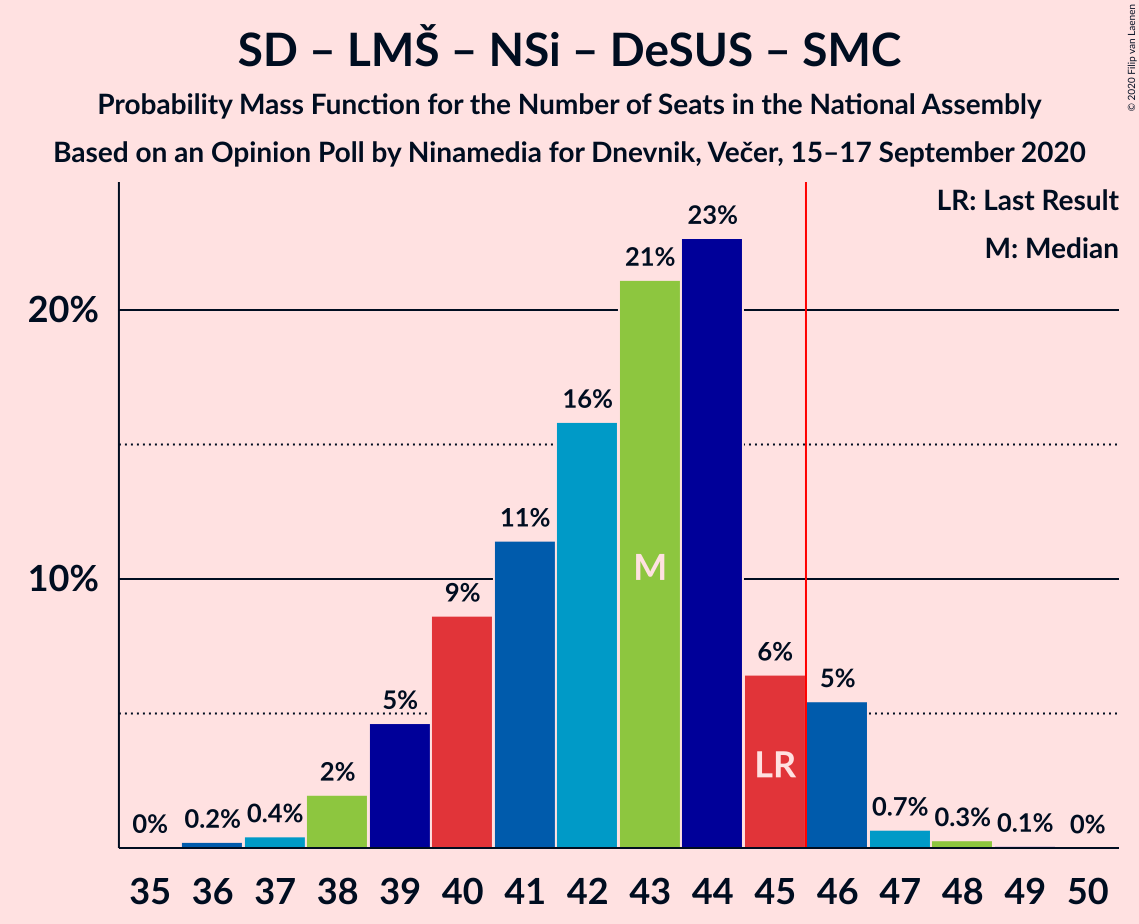 SD – LMŠ – NSi – DeSUS – SMC
Probability Mass Function for the Number of Seats in the National Assembly
Based on an Opinion Poll by Ninamedia for Dnevnik, Večer, 15–17 September 2020
© 2020 Filip van Laenen
LR: Last Result
M: Median
20%
10%
0%
0.2%
0.4%
2%
5%
9%
11%
16%
21%
23%
6%
5%
0.7%
0.3%
0.1%
0%
M
LR
35 36 37 38 39 40 41 42 43 44 45 46 47 48 49 50